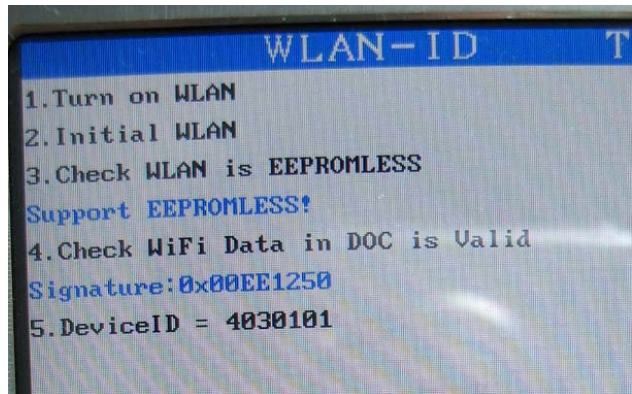 WLAN-ID T
1.Turn on WLAN
2.Initial WLAN
3.Check WLAN is EEPROMLESS
Support EEPROMLESS!
4.Check WiFi Data in DOC is Valid
Signature:0x00EE1250
5.DeviceID = 4030101